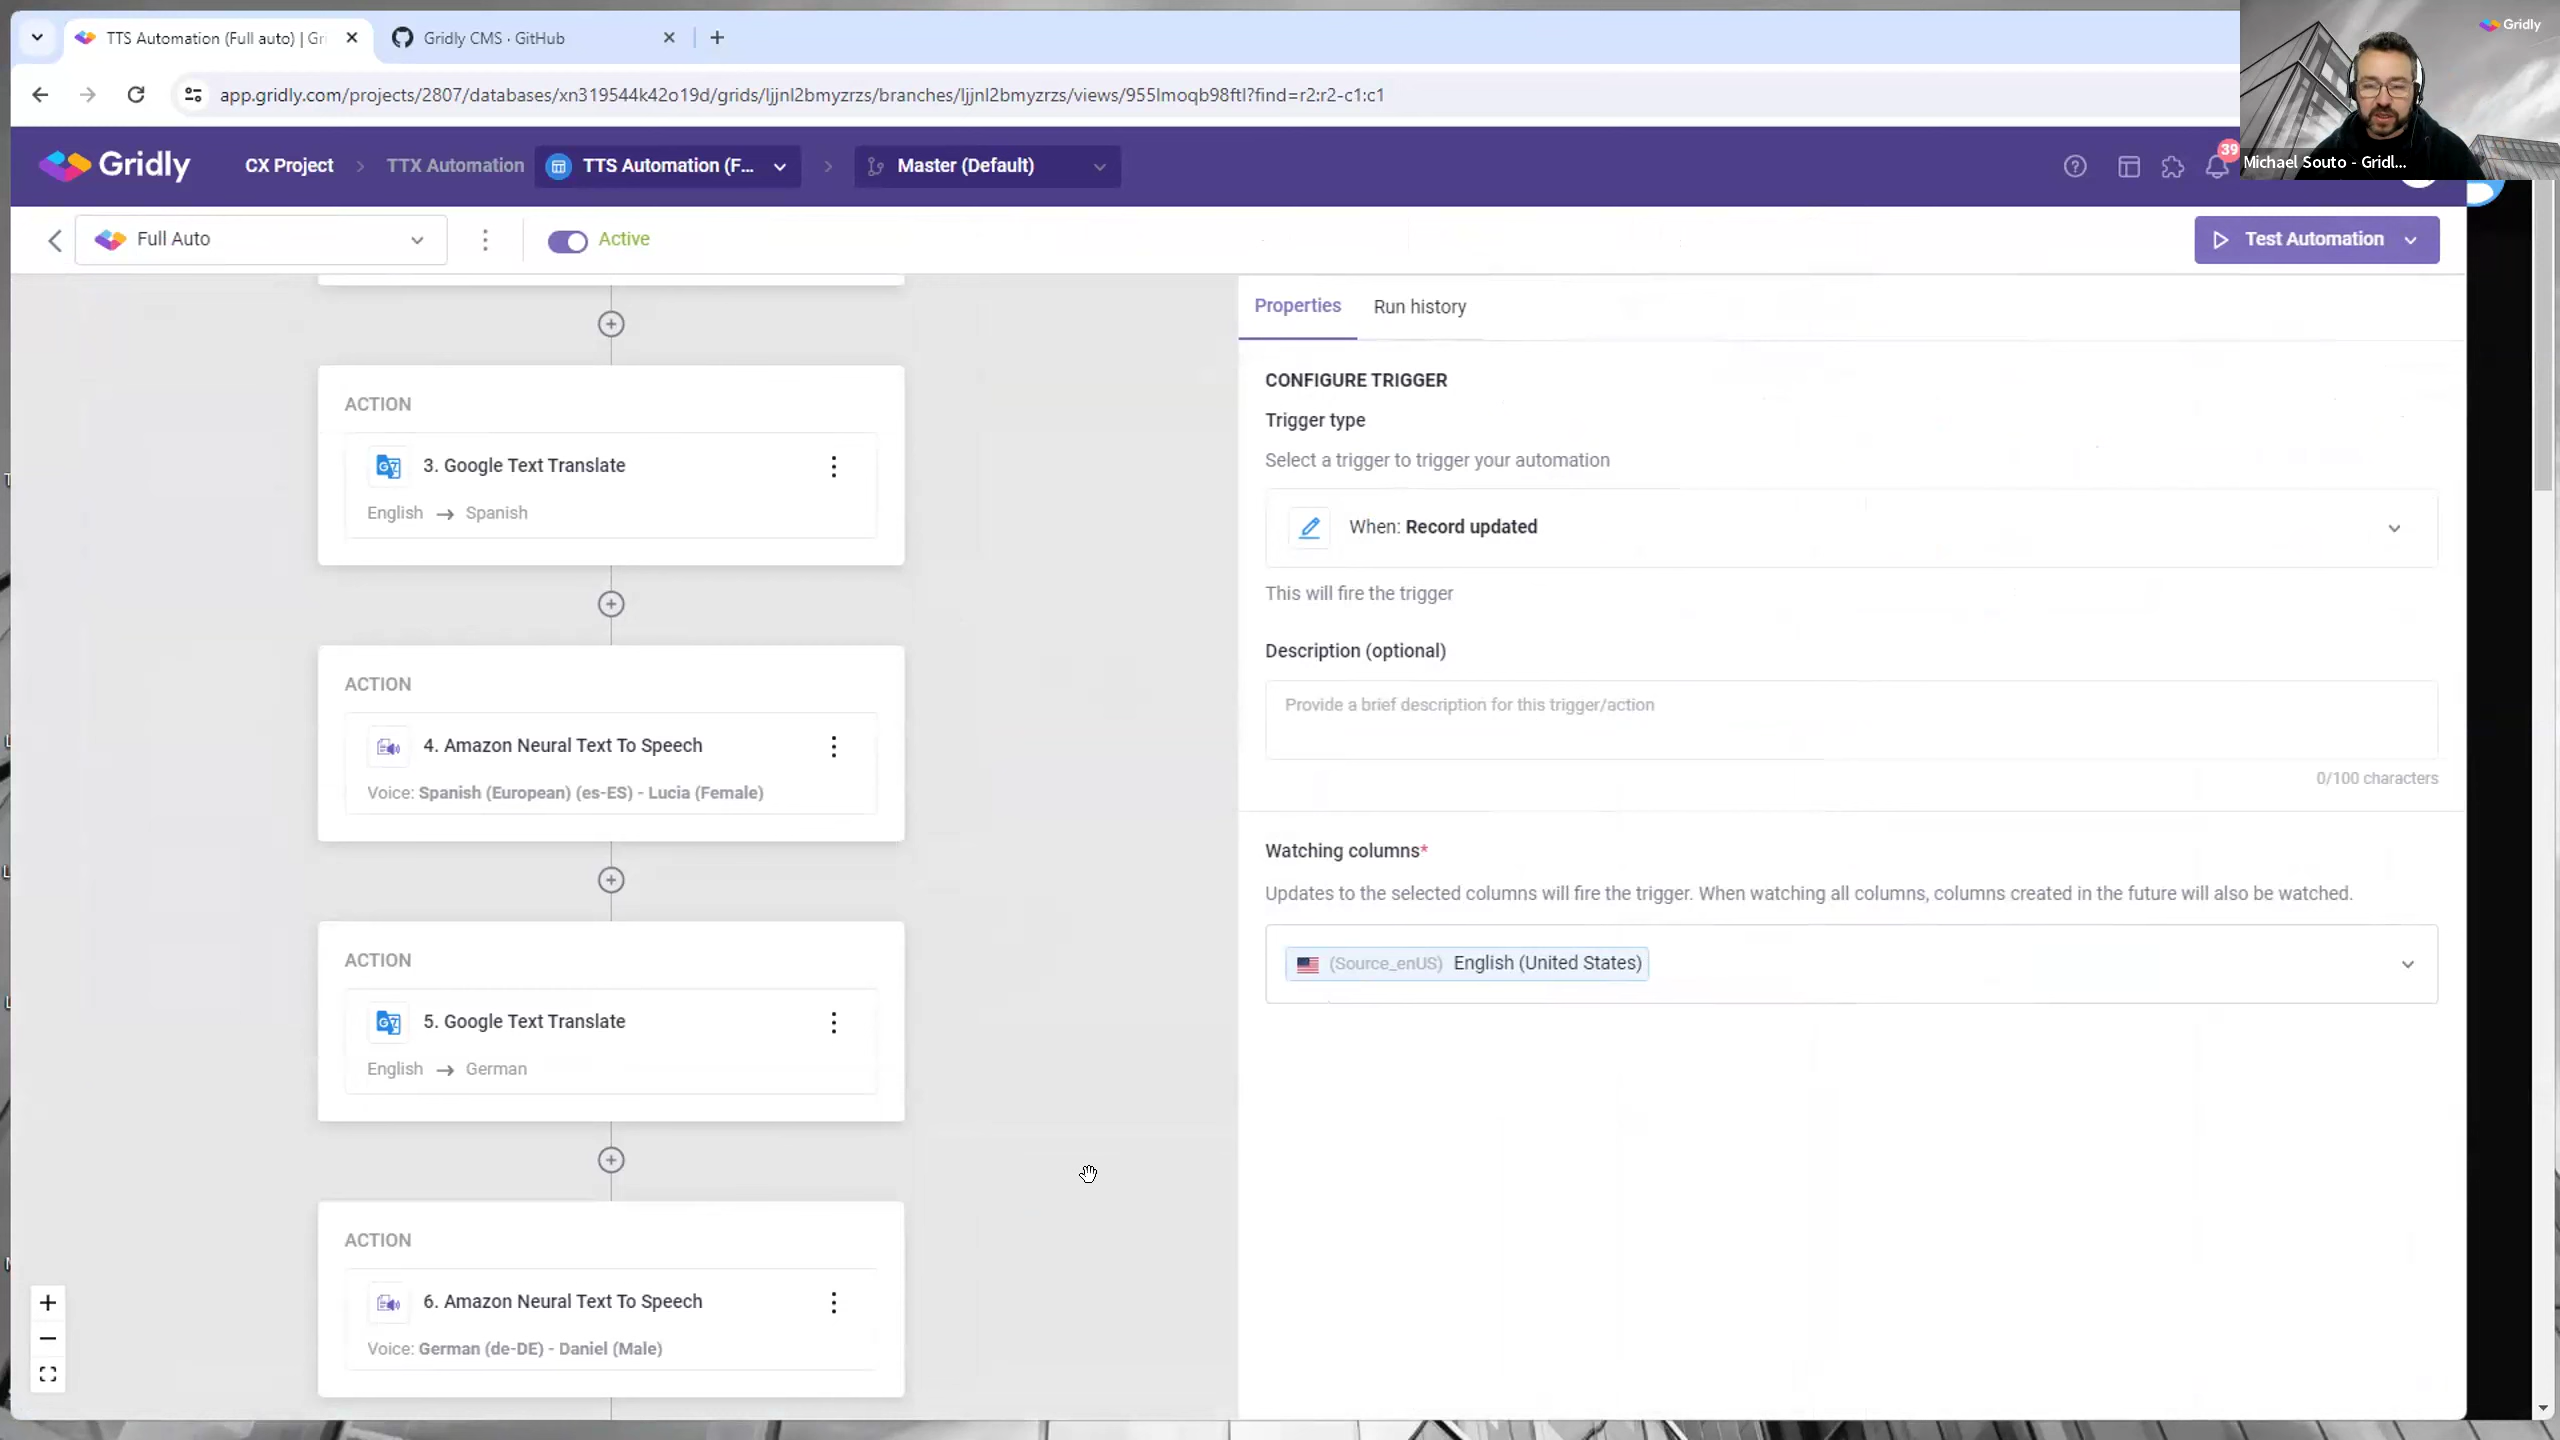 TTS Automation (Full auto) | Gri
Gridly CMS · GitHub
Gridly
app.gridly.com/projects/2807/databases/xn319544k42o19d/grids/ljjnl2bmyzrzs/branches/ljjnl2bmyzrzs/views/955lmoqb98ftl?find=r2:r2-c1:c1
Gridly
CX Project
TTX Automation
TTS Automation (F...
Master (Default)
39
Michael Souto - Gridl...
Full Auto
Active
Test Automation
Properties
Run history
ACTION
3. Google Text Translate
English → Spanish
ACTION
4. Amazon Neural Text To Speech
Voice: Spanish (European) (es-ES) - Lucia (Female)
ACTION
5. Google Text Translate
English → German
ACTION
6. Amazon Neural Text To Speech
Voice: German (de-DE) - Daniel (Male)
CONFIGURE TRIGGER
Trigger type
Select a trigger to trigger your automation
When: Record updated
This will fire the trigger
Description (optional)
Provide a brief description for this trigger/action
0/100 characters
Watching columns*
Updates to the selected columns will fire the trigger. When watching all columns, columns created in the future will also be watched.
(Source_enUS) English (United States)